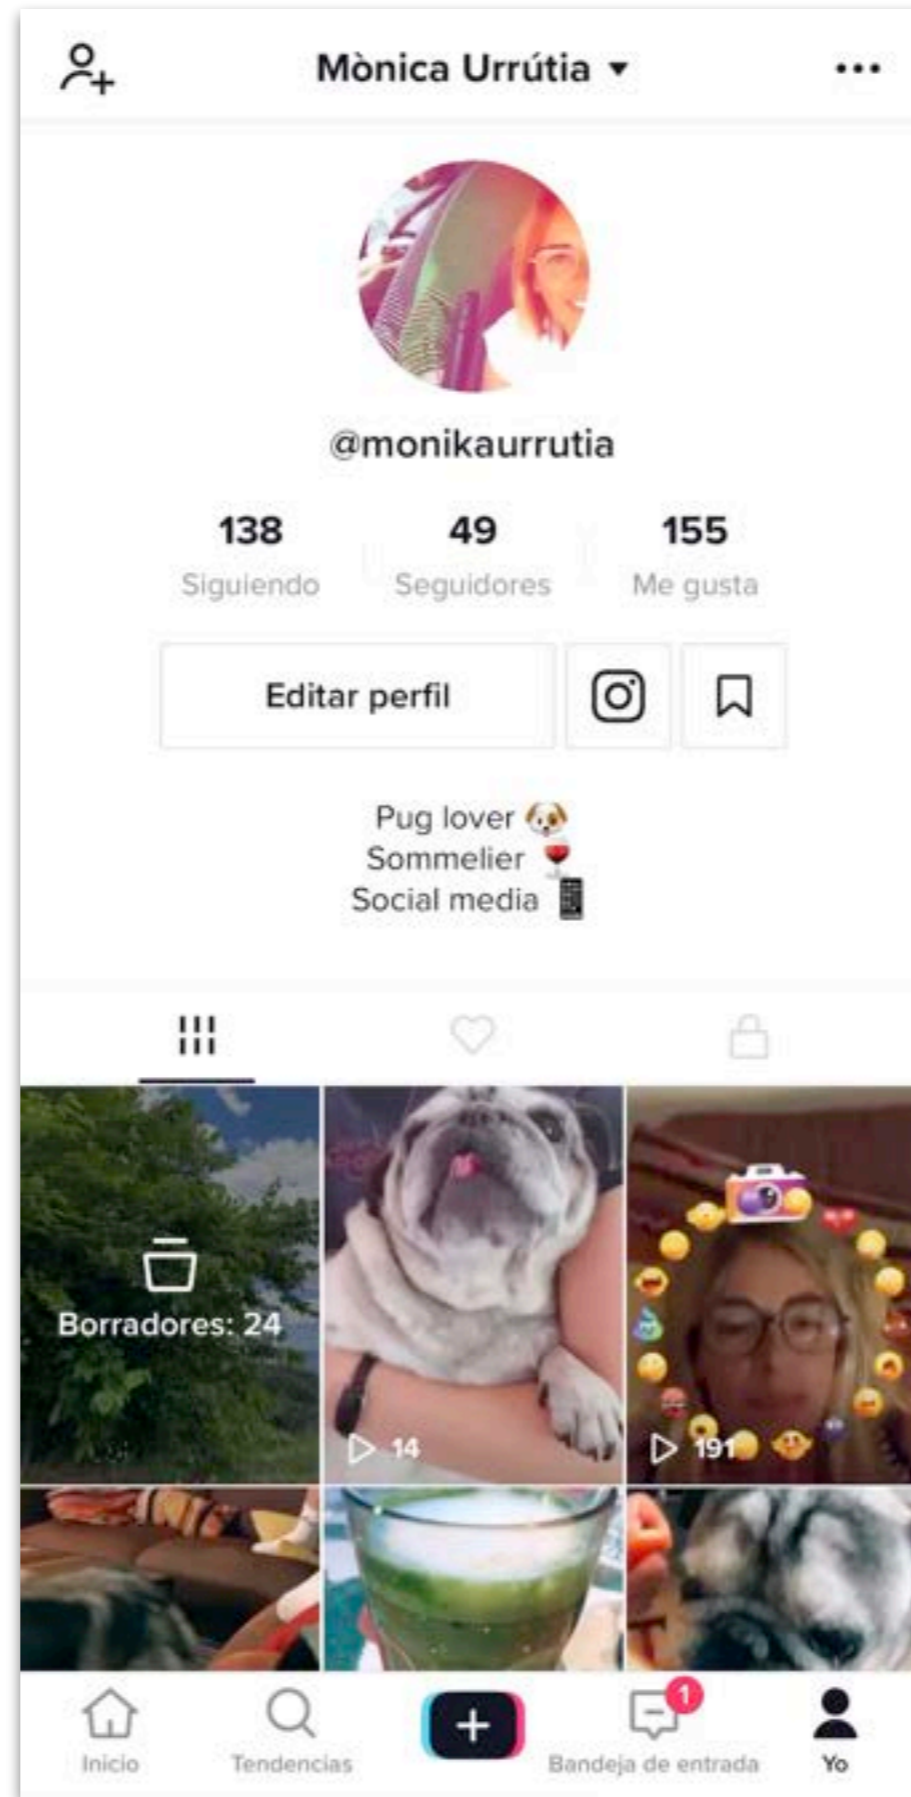 Mònica Urrútia
@monikaurrutia
138 49 155
Siguiendo Seguidores Me gusta
Editar perfil
Pug lover
Sommelier
Social media
Borradores: 24
14
191
1
Inicio Tendencias Bandeja de entrada Yo